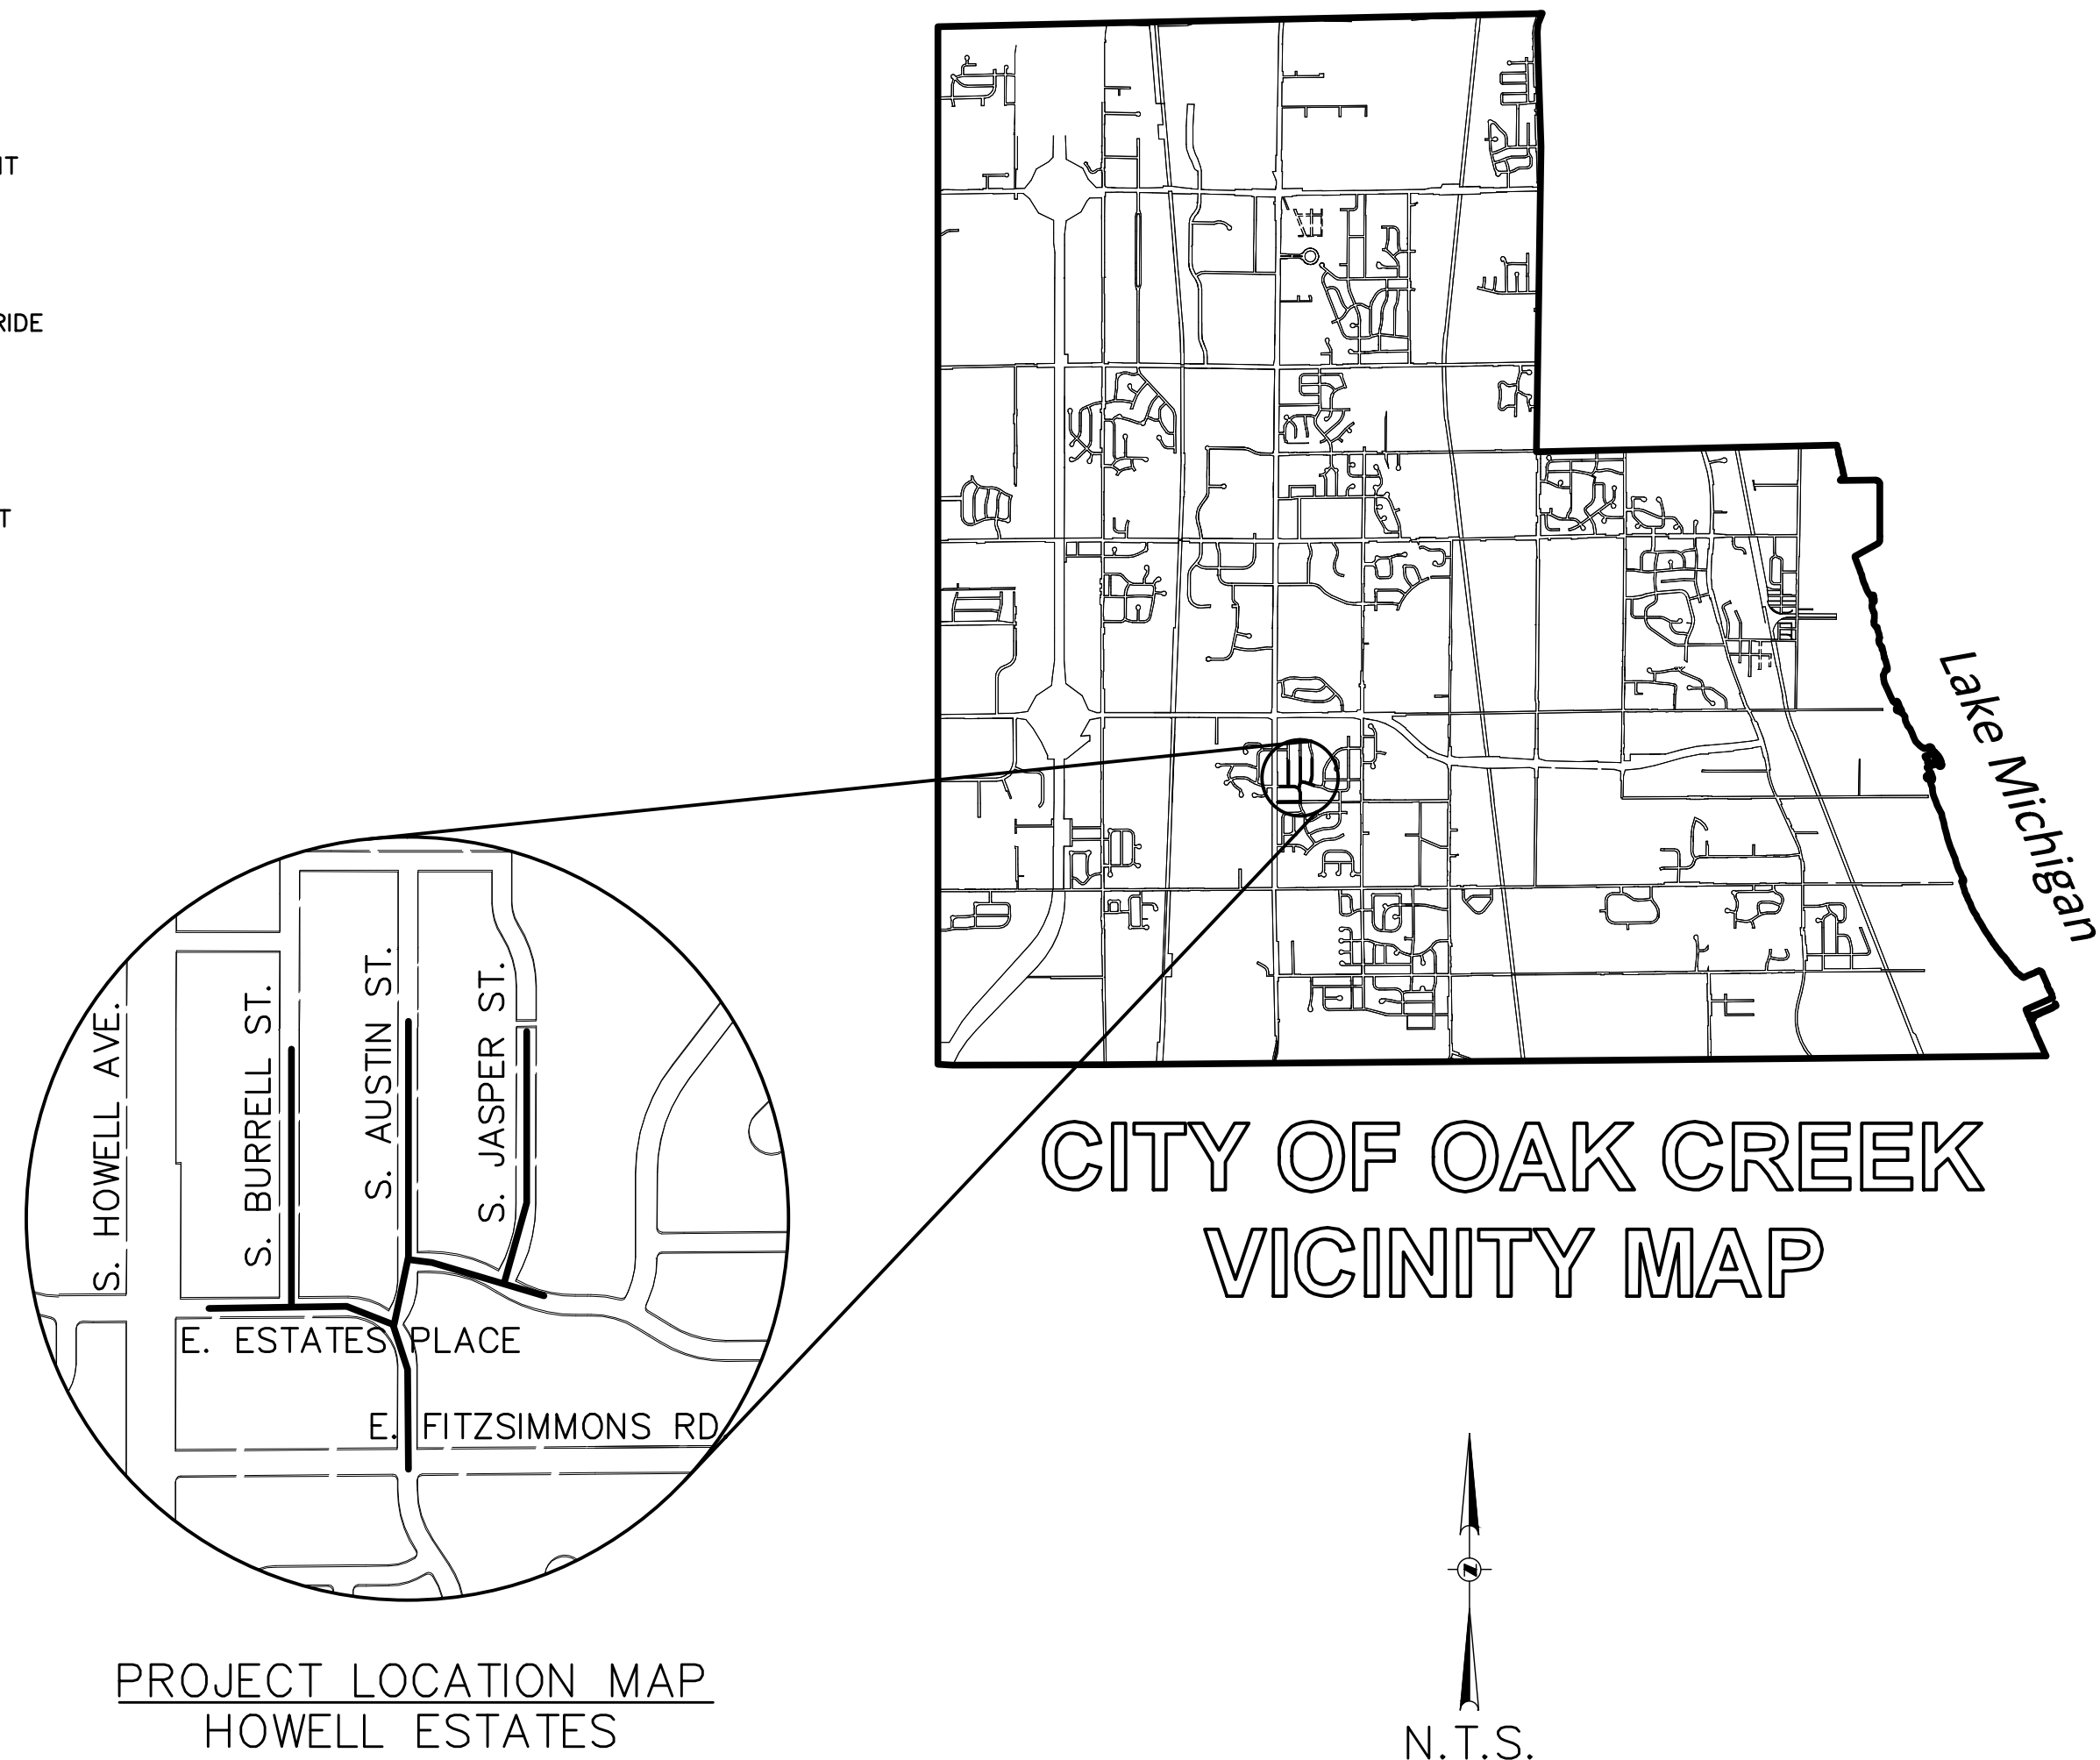 IT
RIDE
T
Lake Michigan
S. HOWELL AVE.
S. BURRELL ST.
S. AUSTIN ST.
S. JASPER ST.
E. ESTATES PLACE
E. FITZSIMMONS RD
CITY OF OAK CREEK
VICINITY MAP
PROJECT LOCATION MAP
HOWELL ESTATES
N
N.T.S.